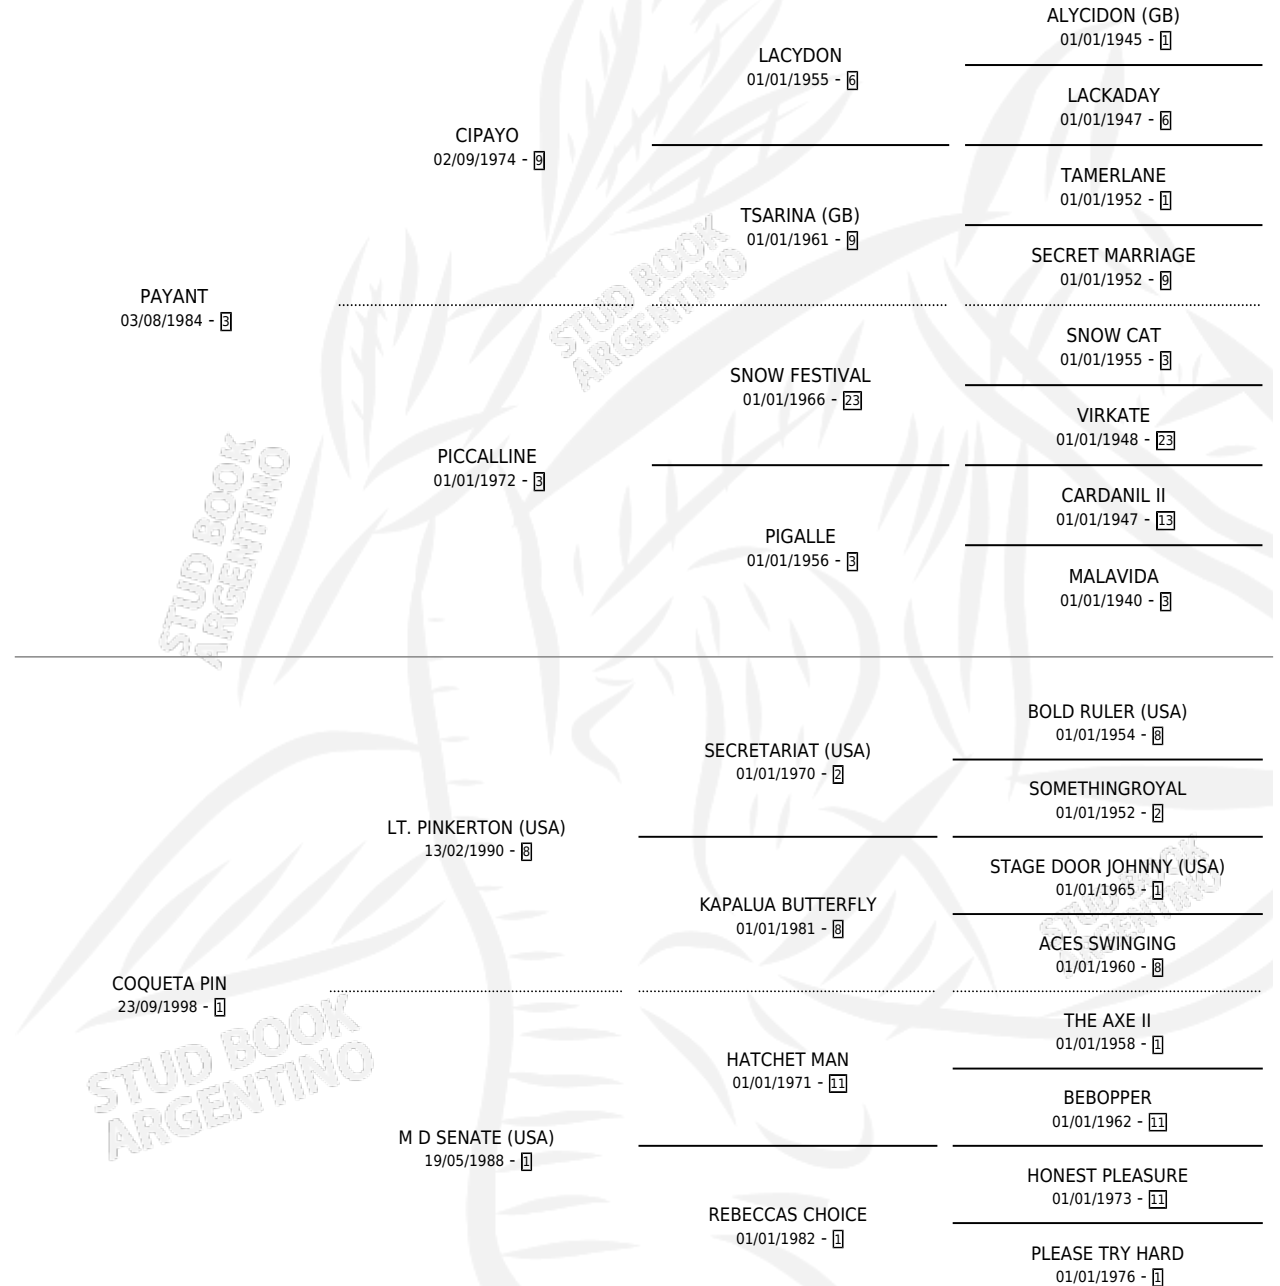 ALYCIDON (GB)
01/01/1945 - 1
LACYDON
01/01/1955 - 6
LACKADAY
01/01/1947 - 6
CIPAYO
02/09/1974 - 9
TAMERLANE
01/01/1952 - 1
TSARINA (GB)
01/01/1961 - 9
SECRET MARRIAGE
01/01/1952 - 9
PAYANT
03/08/1984 - 3
STUD BOOK
ARGENTINO
SNOW CAT
01/01/1955 - 3
SNOW FESTIVAL
01/01/1966 - 23
VIRKATE
01/01/1948 - 23
PICCALLINE
01/01/1972 - 3
CARDANIL II
01/01/1947 - 13
PIGALLE
01/01/1956 - 3
MALAVIDA
01/01/1940 - 3
STUD BOOK
ARGENTINO
BOLD RULER (USA)
01/01/1954 - 8
SECRETARIAT (USA)
01/01/1970 - 2
SOMETHINGROYAL
01/01/1952 - 2
LT. PINKERTON (USA)
13/02/1990 - 8
STAGE DOOR JOHNNY (USA)
01/01/1965 - 1
KAPALUA BUTTERFLY
01/01/1981 - 8
STUD BOOK
ARGENTINO
ACES SWINGING
01/01/1960 - 8
COQUETA PIN
23/09/1998 - 1
THE AXE II
01/01/1958 - 1
HATCHET MAN
01/01/1971 - 11
BEBOPPER
01/01/1962 - 11
STUD BOOK
ARGENTINO
M D SENATE (USA)
19/05/1988 - 1
HONEST PLEASURE
01/01/1973 - 11
REBECCAS CHOICE
01/01/1982 - 1
PLEASE TRY HARD
01/01/1976 - 1